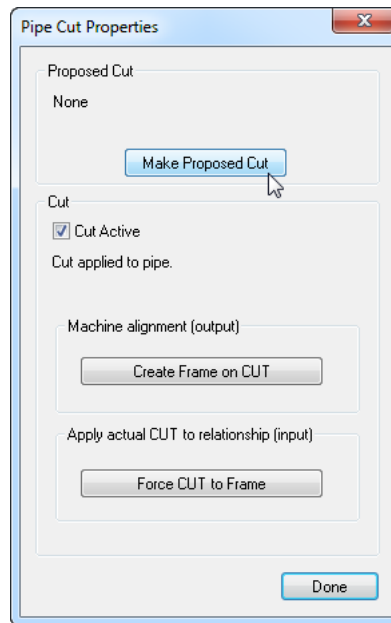 Pipe Cut Properties
Proposed Cut
None
Make Proposed Cut
Cut
Cut Active
Cut applied to pipe.
Machine alignment (output)
Create Frame on CUT
Apply actual CUT to relationship (input)
Force CUT to Frame
Done